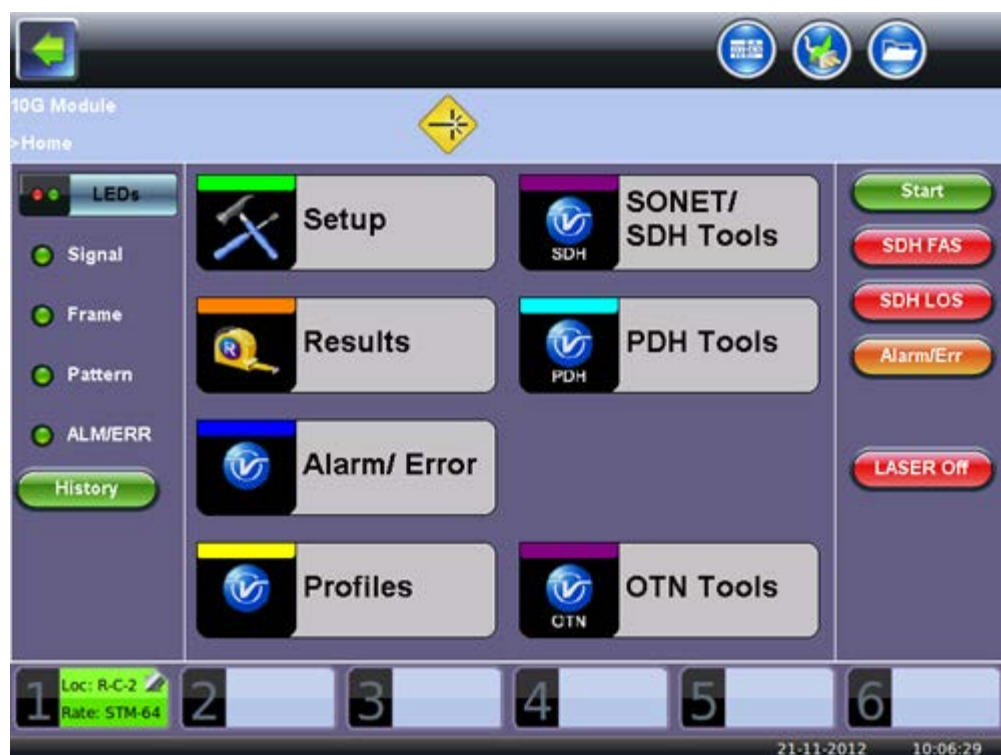 10G Module
>Home
LEDs
Signal
Frame
Pattern
ALM/ERR
History
Setup
SONET/
SDH Tools
SDH
Results
R
PDH Tools
PDH
Alarm/ Error
Profiles
OTN Tools
OTN
Start
SDH FAS
SDH LOS
Alarm/Err
LASER Off
1
Loc: R-C-2
Rate: STM-64
2
3
4
5
6
21-11-2012 10:06:29